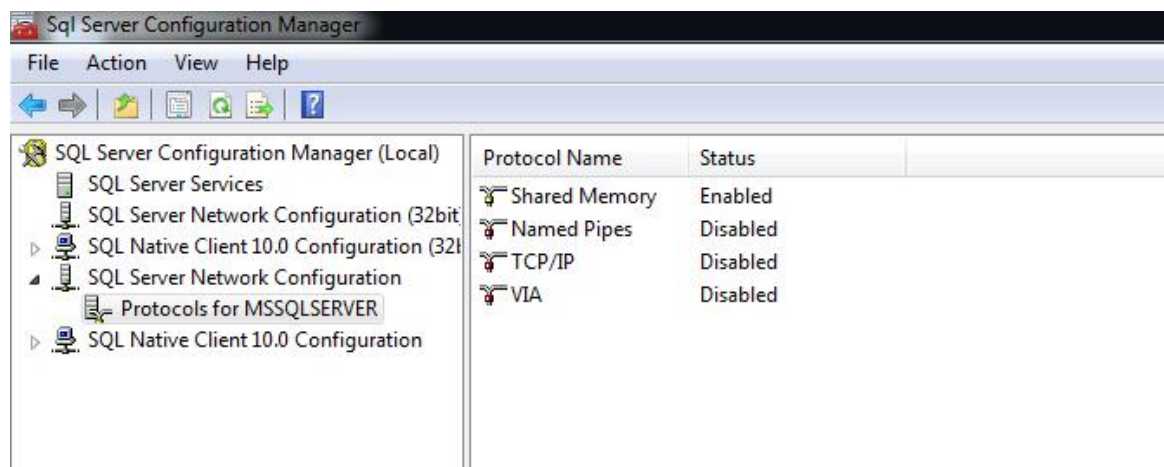 Sql Server Configuration Manager
File Action View Help
SQL Server Configuration Manager (Local)
SQL Server Services
SQL Server Network Configuration (32bit
SQL Native Client 10.0 Configuration (32
SQL Server Network Configuration
Protocols for MSSQLSERVER
SQL Native Client 10.0 Configuration
Protocol Name Status
Shared Memory Enabled
Named Pipes Disabled
TCP/IP Disabled
VIA Disabled